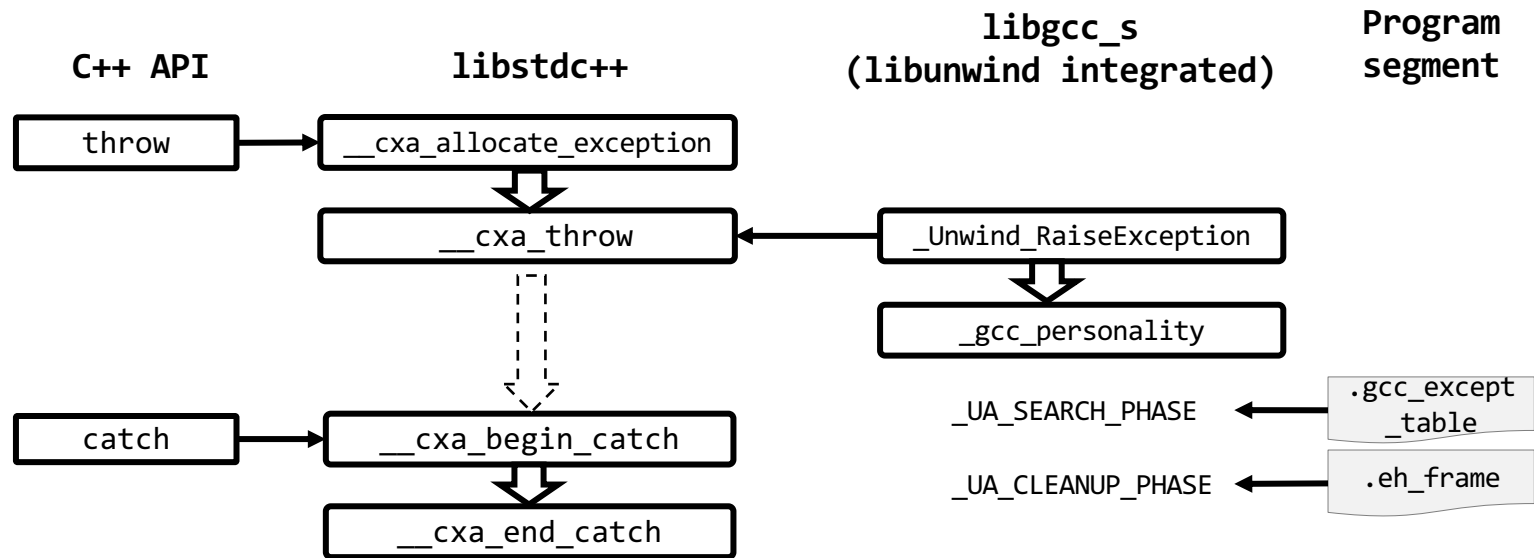 C++ API
libstdc++
libgcc_s
(libunwind integrated)
Program
segment
throw
__cxa_allocate_exception
__cxa_throw
_Unwind_RaiseException
_gcc_personality
catch
__cxa_begin_catch
_UA_SEARCH_PHASE
.gcc_except
_table
__cxa_end_catch
_UA_CLEANUP_PHASE
.eh_frame